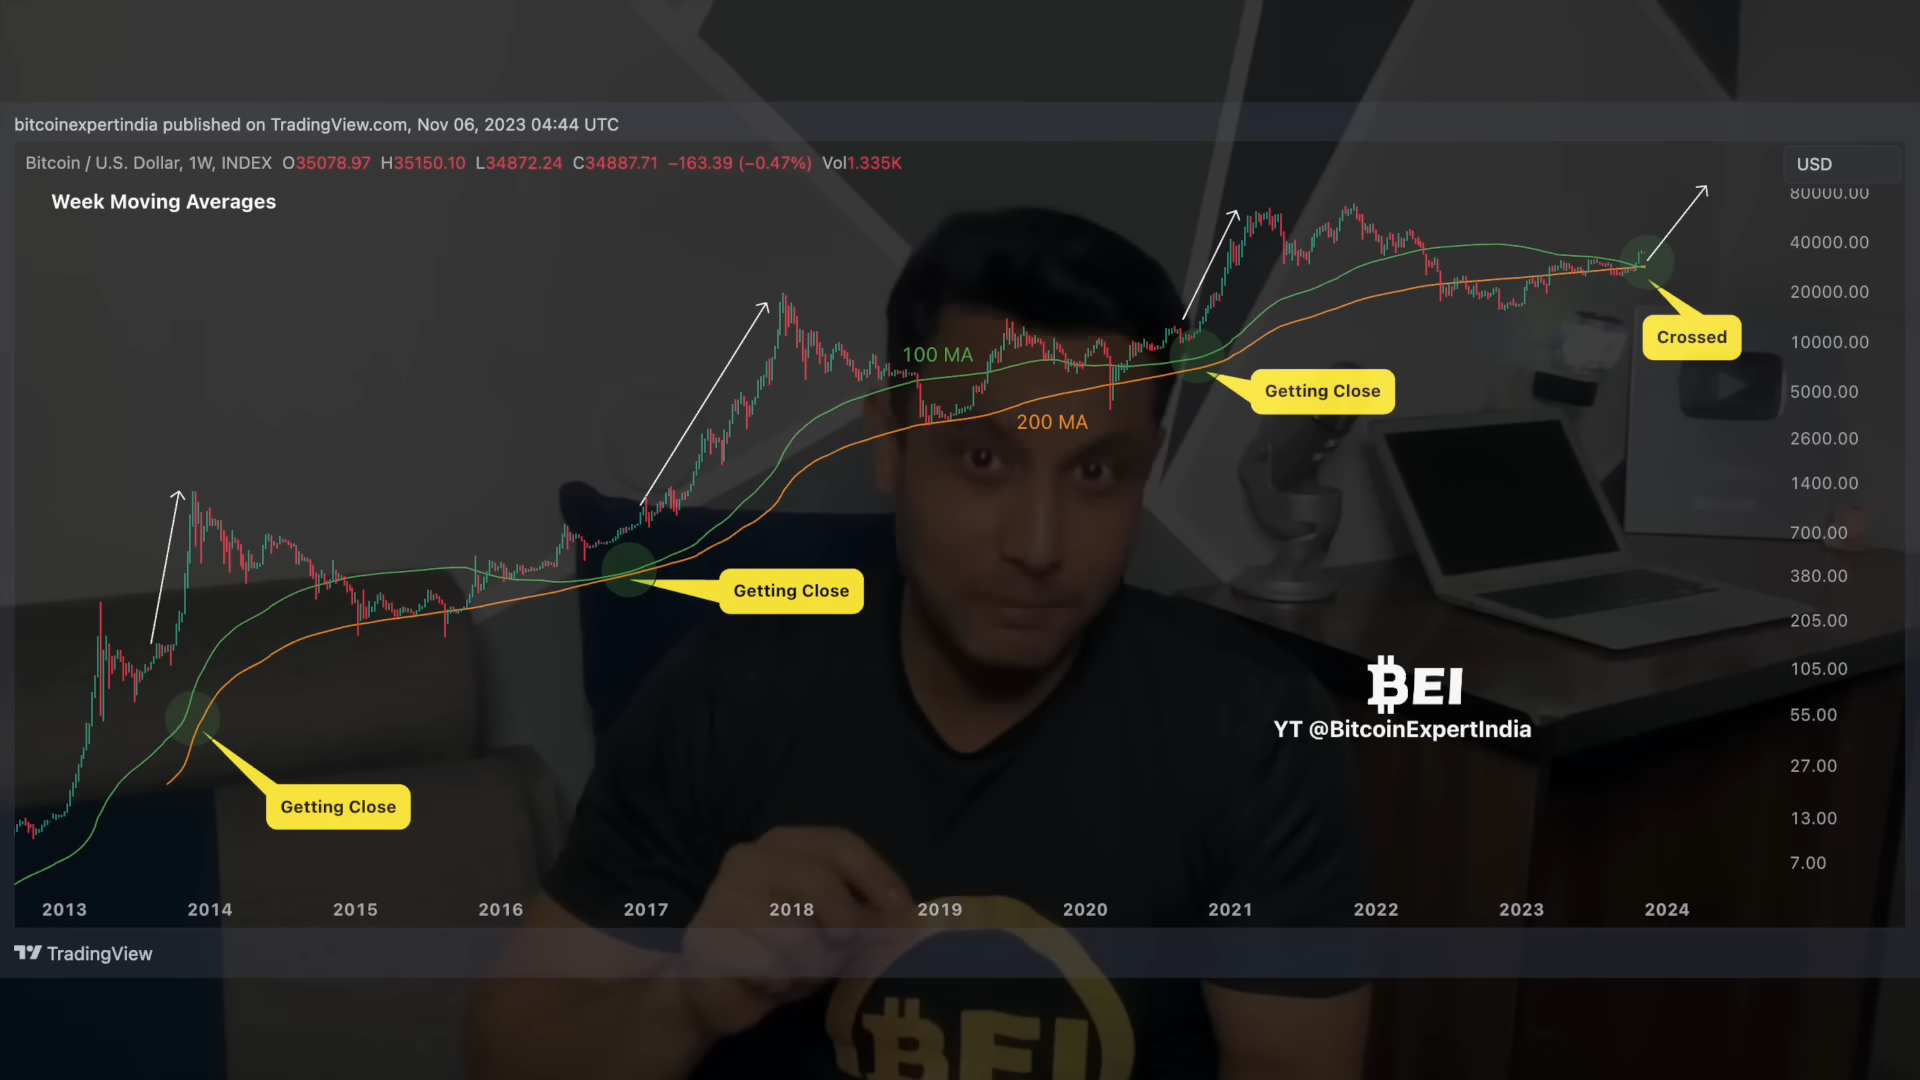 bitcoinexpertindia published on TradingView.com, Nov 06, 2023 04:44 UTC
Bitcoin / U.S. Dollar, 1W, INDEX O35078.97 H35150.10 L34872.24 C34887.71 −163.39 (−0.47%) Vol1.335K
USD
Week Moving Averages
80000.00
40000.00
20000.00
Crossed
10000.00
100 MA
Getting Close
5000.00
200 MA
2600.00
1400.00
700.00
380.00
Getting Close
205.00
105.00
BEI
YT @BitcoinExpertIndia
55.00
27.00
Getting Close
13.00
7.00
2013 2014 2015 2016 2017 2018 2019 2020 2021 2022 2023 2024
TradingView
BEI